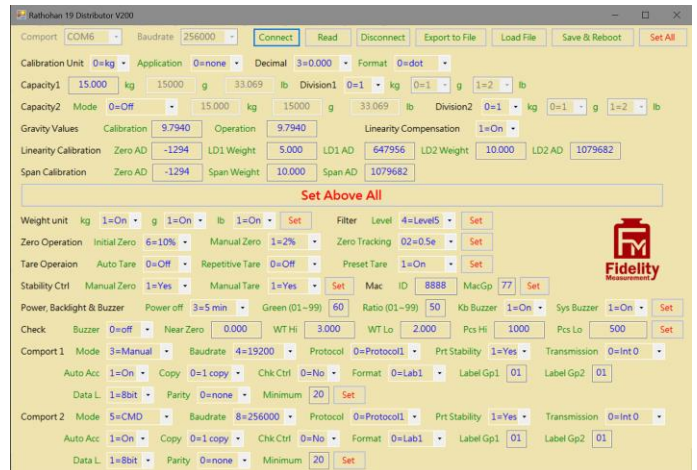 Rathohan 19 Distributor V200
Comport COM6 Baudrate 256000 Connect Read Disconnect Export to File Load File Save & Reboot Set All
Calibration Unit 0=kg Application 0=none Decimal 3=0.000 Format 0=dot
Capacity1 15.000 kg 15000 g 33.069 lb Division1 0=1 kg 0=1 g 1=2 lb
Capacity2 Mode 0=Off 15.000 kg 15000 g 33.069 lb Division2 0=1 kg 0=1 g 1=2 lb
Gravity Values Calibration 9.7940 Operation 9.7940 Linearity Compensation 1=On
Linearity Calibration Zero AD -1294 LD1 Weight 5.000 LD1 AD 647956 LD2 Weight 10.000 LD2 AD 1079682
Span Calibration Zero AD -1294 Span Weight 10.000 Span AD 1079682
Set Above All
Weight unit kg 1=On g 1=On lb 1=On Set Filter Level 4=Level5 Set
Zero Operation Initial Zero 6=10% Manual Zero 1=2% Zero Tracking 02=0.5e Set
Tare Operaion Auto Tare 0=Off Repetitive Tare 0=Off Preset Tare 1=On Set
Fidelity
Measurement
Stability Ctrl Manual Zero 1=Yes Manual Tare 1=Yes Set Mac ID 8888 MacGp 77 Set
Power, Backlight & Buzzer Power off 3=5 min Green (01~99) 60 Ratio (01~99) 50 Kb Buzzer 1=On Sys Buzzer 1=On Set
Check Buzzer 0=off Near Zero 0.000 WT Hi 3.000 WT Lo 2.000 Pcs Hi 1000 Pcs Lo 500 Set
Comport 1 Mode 3=Manual Baudrate 4=19200 Protocol 0=Protocol1 Prt Stability 1=Yes Transmission 0=Int 0
Auto Acc 1=On Copy 0=1 copy Chk Ctrl 0=No Format 0=Lab1 Label Gp1 01 Label Gp2 01
Data L. 1=8bit Parity 0=none Minimum 20 Set
Comport 2 Mode 5=CMD Baudrate 8=256000 Protocol 0=Protocol1 Prt Stability 1=Yes Transmission 0=Int 0
Auto Acc 1=On Copy 0=1 copy Chk Ctrl 0=No Format 0=Lab1 Label Gp1 01 Label Gp2 01
Data L. 1=8bit Parity 0=none Minimum 20 Set